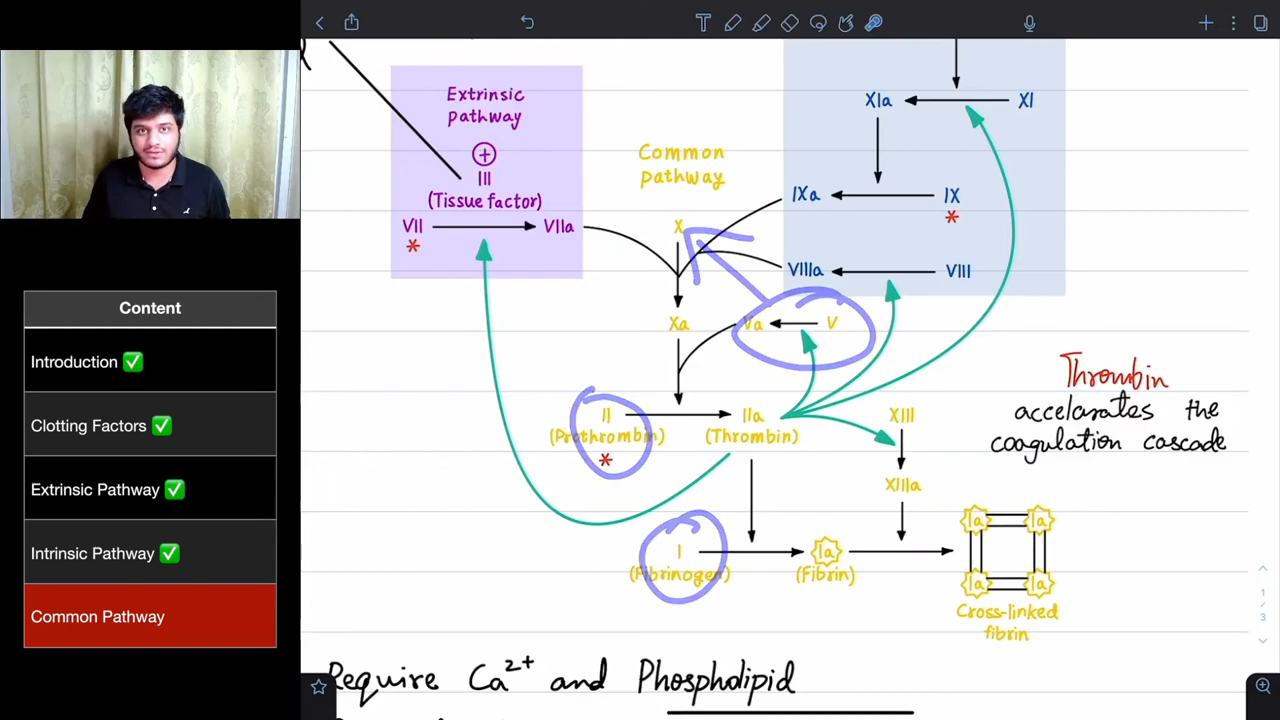 Content
Introduction ✅
Clotting Factors ✅
Extrinsic Pathway ✅
Intrinsic Pathway ✅
Common Pathway
Extrinsic
pathway
+
III
(Tissue factor)
VII
*
VIIa
Common
pathway
X
Xa
Va
V
XIa
XI
IXa
IX
*
VIIIa
VIII
II
(Prothrombin)
*
IIa
(Thrombin)
XIII
XIIIa
I
(Fibrinogen)
Ia
(Fibrin)
Ia
Ia
Ia
Ia
Cross-linked
fibrin
Thrombin
accelarates the
coagulation cascade
Require Ca2+ and Phospholipid
1
/
3